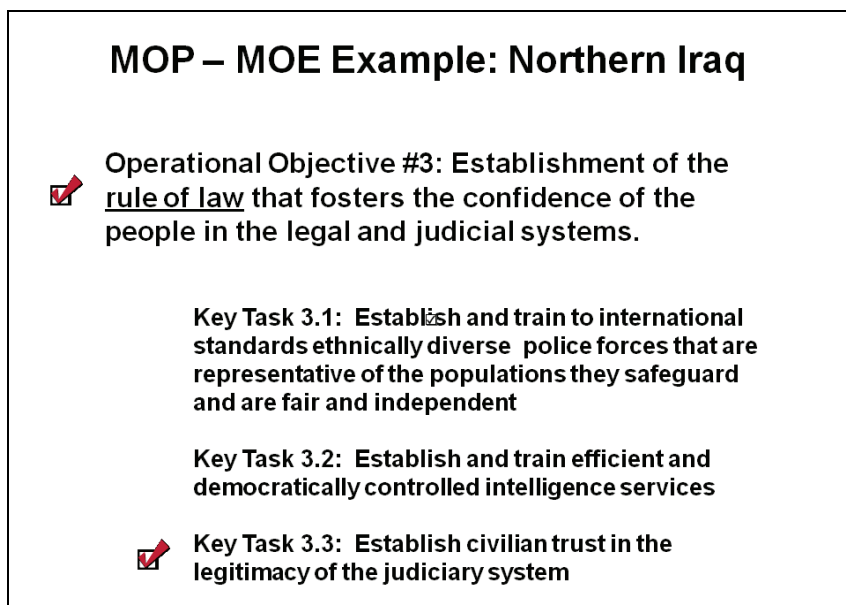 MOP – MOE Example: Northern Iraq
Operational Objective #3: Establishment of the
rule of law that fosters the confidence of the
people in the legal and judicial systems.
Key Task 3.1: Establish and train to international
standards ethnically diverse police forces that are
representative of the populations they safeguard
and are fair and independent
Key Task 3.2: Establish and train efficient and
democratically controlled intelligence services
Key Task 3.3: Establish civilian trust in the
legitimacy of the judiciary system